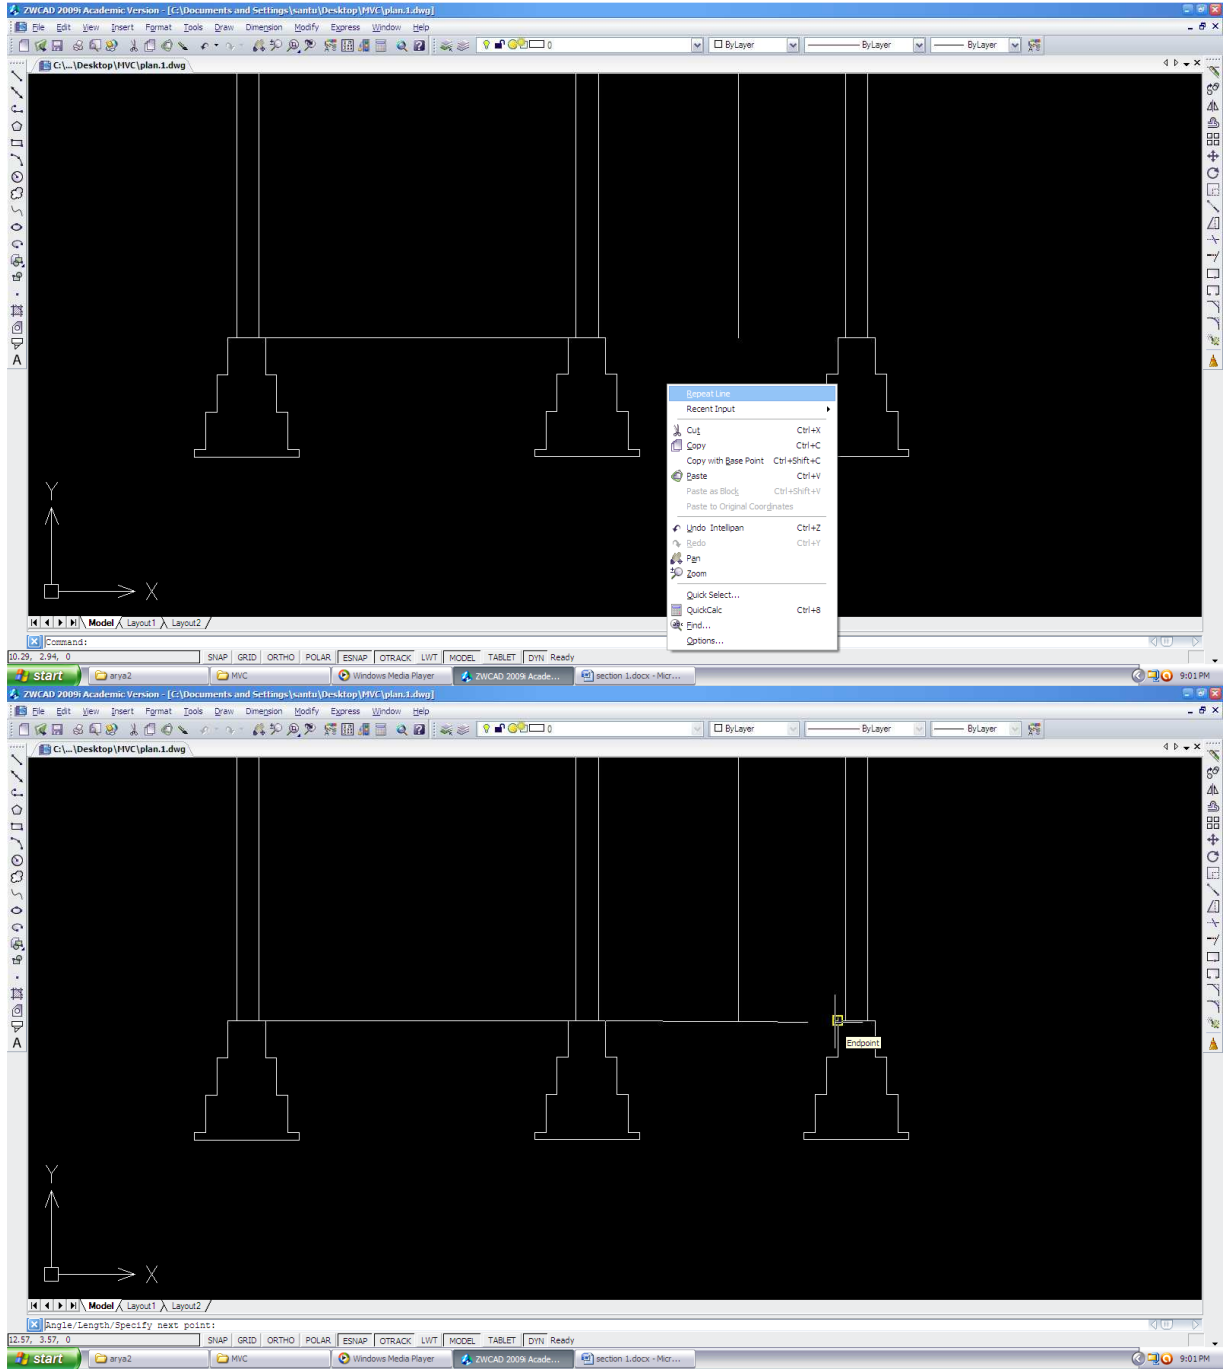 ZWCAD 2009i Academic Version - [C:\Documents and Settings\santu\Desktop\MVC\plan.1.dwg]
File Edit View Insert Format Tools Draw Dimension Modify Express Window Help
0 ByLayer ByLayer ByLayer
C:\...\Desktop\MVC\plan.1.dwg
A
Repeat Line
Recent Input
Cut Ctrl+X
Copy Ctrl+C
Copy with Base Point Ctrl+Shift+C
Paste Ctrl+V
Paste as Block Ctrl+Shift+V
Paste to Original Coordinates
Undo Intellipan Ctrl+Z
Redo Ctrl+Y
Pan
Zoom
Quick Select...
QuickCalc Ctrl+8
Find...
Options...
Y
X
Model Layout1 Layout2
Command:
10.29, 2.94, 0 SNAP GRID ORTHO POLAR ESNAP OTRACK LWT MODEL TABLET DYN Ready
start arya2 MVC Windows Media Player ZWCAD 2009i Acade... section 1.docx - Micr... 9:01 PM
ZWCAD 2009i Academic Version - [C:\Documents and Settings\santu\Desktop\MVC\plan.1.dwg]
File Edit View Insert Format Tools Draw Dimension Modify Express Window Help
0 ByLayer ByLayer ByLayer
C:\...\Desktop\MVC\plan.1.dwg
A
Endpoint
Y
X
Model Layout1 Layout2
Angle/Length/Specify next point:
12.57, 3.57, 0 SNAP GRID ORTHO POLAR ESNAP OTRACK LWT MODEL TABLET DYN Ready
start arya2 MVC Windows Media Player ZWCAD 2009i Acade... section 1.docx - Micr... 9:01 PM